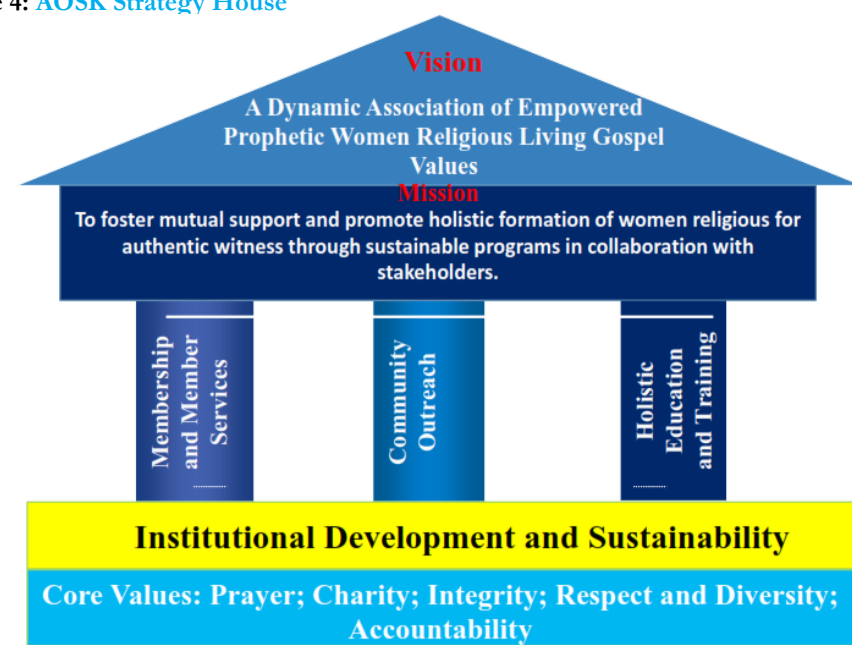 4: AOSK Strategy House
Vision
A Dynamic Association of Empowered
Prophetic Women Religious Living Gospel
Values
Mission
To foster mutual support and promote holistic formation of women religious for
authentic witness through sustainable programs in collaboration with
stakeholders.
Membership
and Member
Services
Community
Outreach
Holistic
Education
and Training
Institutional Development and Sustainability
Core Values: Prayer; Charity; Integrity; Respect and Diversity;
Accountability